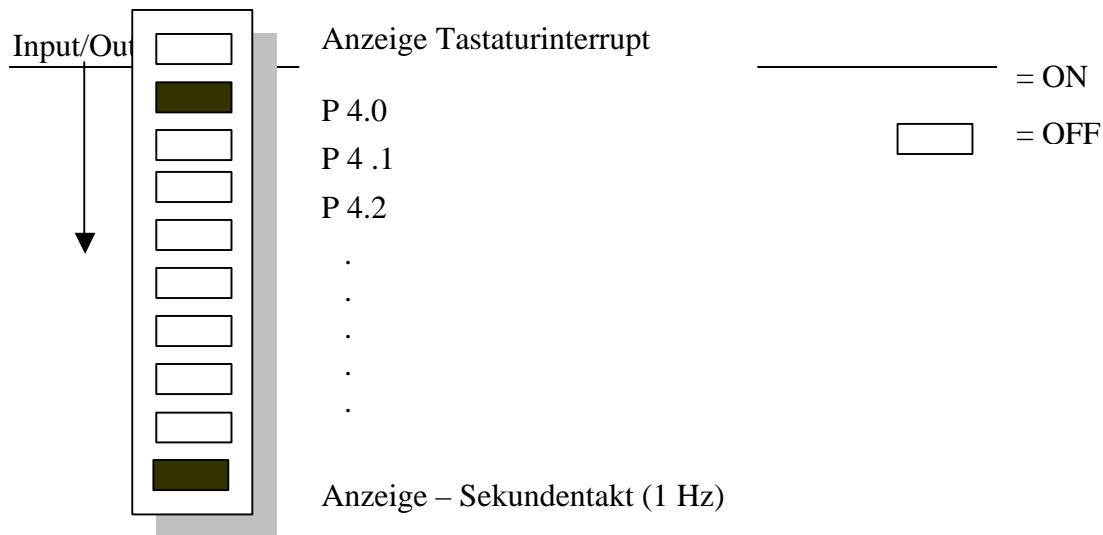 Input/Out
Anzeige Tastaturinterrupt
= ON
P 4.0
= OFF
P 4 .1
P 4.2
.
.
.
.
.
Anzeige – Sekundentakt (1 Hz)